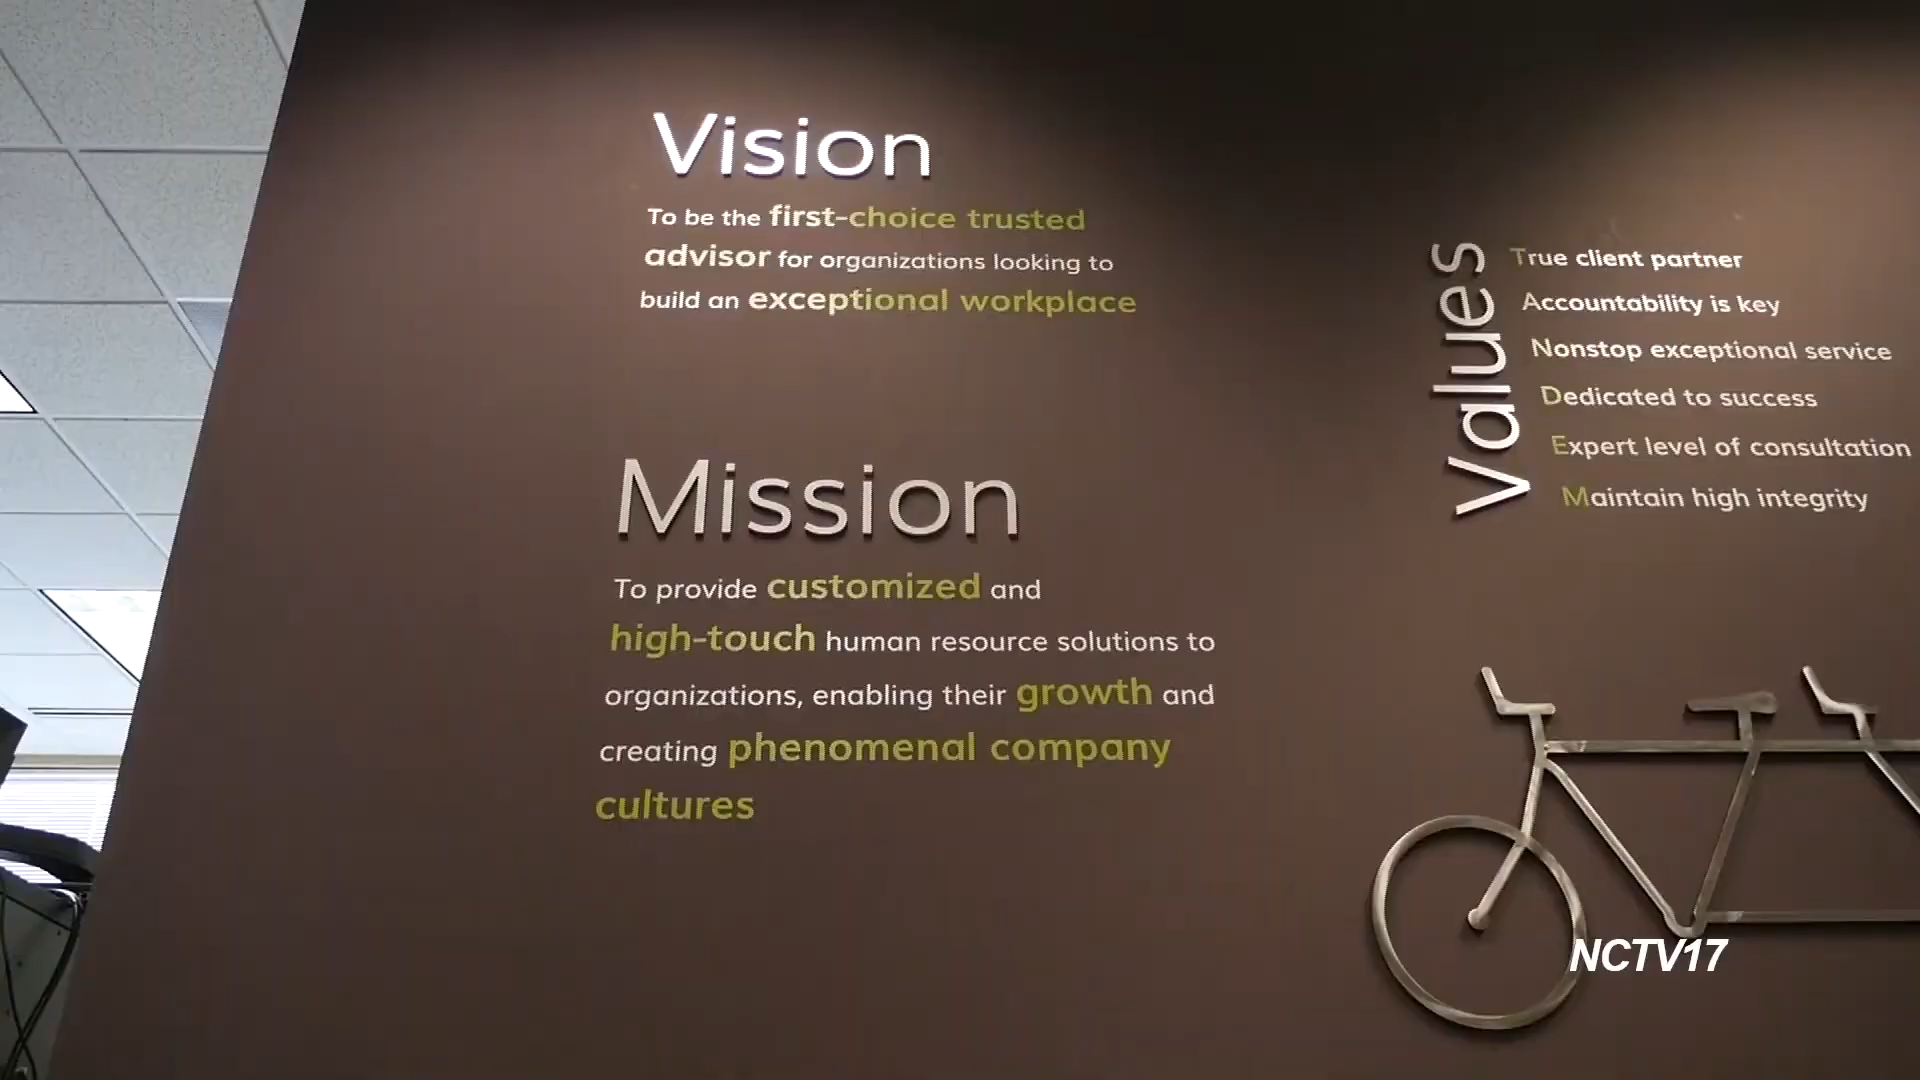 Vision
To be the first-choice trusted
advisor for organizations looking to
build an exceptional workplace
Mission
To provide customized and
high-touch human resource solutions to
organizations, enabling their growth and
creating phenomenal company
cultures
Values
True client partner
Accountability is key
Nonstop exceptional service
Dedicated to success
Expert level of consultation
Maintain high integrity
NCTV17